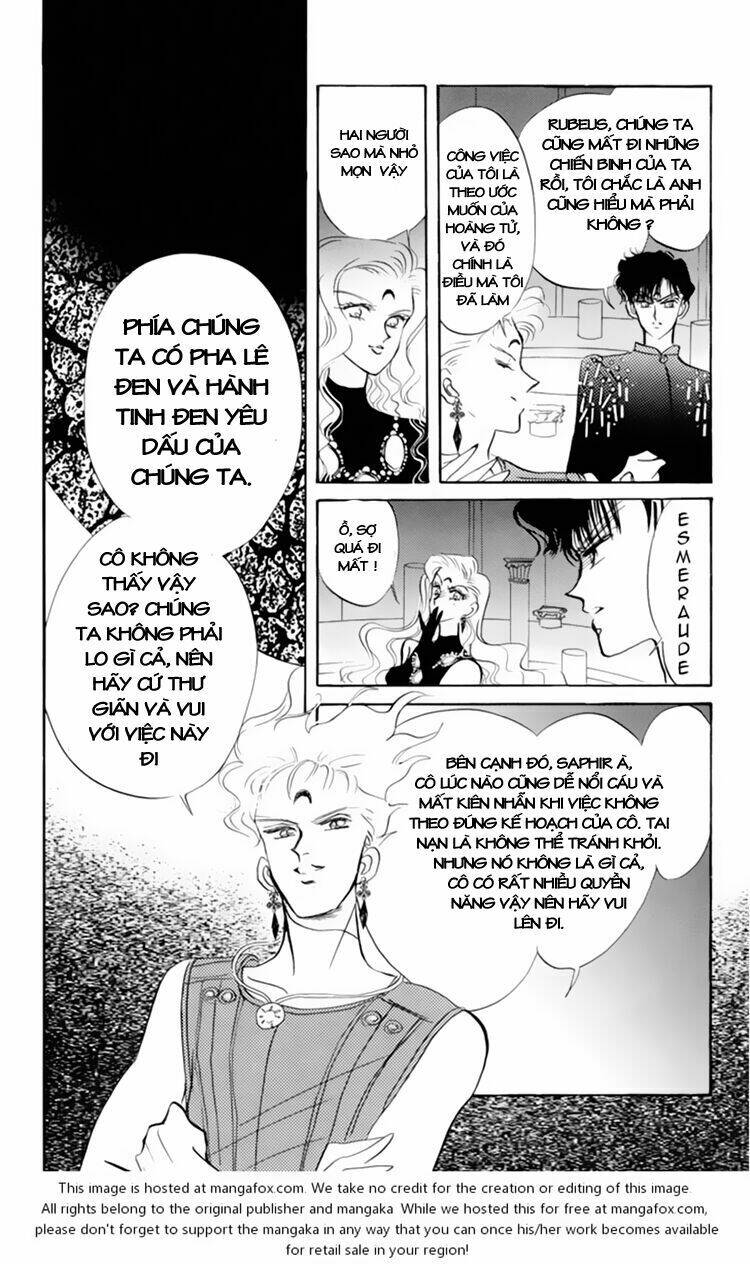 RUBEUS, CHÚNG TA
CŨNG MẤT ĐI NHỮNG
CHIẾN BINH CỦA TA
RỒI, TÔI CHẮC LÀ ANH
CŨNG HIỂU MÀ PHẢI
KHÔNG ?
CÔNG VIỆC
CỦA TÔI LÀ
THEO ƯỚC
MUỐN CỦA
HOÀNG TỬ,
VÀ ĐÓ
CHÍNH LÀ
ĐIỀU MÀ TÔI
ĐÃ LÀM
HAI NGƯỜI
SAO MÀ NHỎ
MỌN VẬY
ESMERAUDE
Ồ, SỢ
QUÁ ĐI
MẤT !
PHÍA CHÚNG
TA CÓ PHA LÊ
ĐEN VÀ HÀNH
TINH ĐEN YÊU
DẤU CỦA
CHÚNG TA.
CÔ KHÔNG
THẤY VẬY
SAO? CHÚNG
TA KHÔNG PHẢI
LO GÌ CẢ, NÊN
HÃY CỨ THƯ
GIÃN VÀ VUI
VỚI VIỆC NÀY
ĐI
BÊN CẠNH ĐÓ, SAPHIR À,
CÔ LÚC NÀO CŨNG DỄ NỔI CÁU VÀ
MẤT KIÊN NHẪN KHI VIỆC KHÔNG
THEO ĐÚNG KẾ HOẠCH CỦA CÔ. TAI
NẠN LÀ KHÔNG THỂ TRÁNH KHỎI.
NHƯNG NÓ KHÔNG LÀ GÌ CẢ,
CÔ CÓ RẤT NHIỀU QUYỀN
NĂNG VẬY NÊN HÃY VUI
LÊN ĐI.
This image is hosted at mangafox.com. We take no credit for the creation or editing of this image.
All rights belong to the original publisher and mangaka. While we hosted this for free at mangafox.com,
please don't forget to support the mangaka in any way that you can once his/her work becomes available
for retail sale in your region!